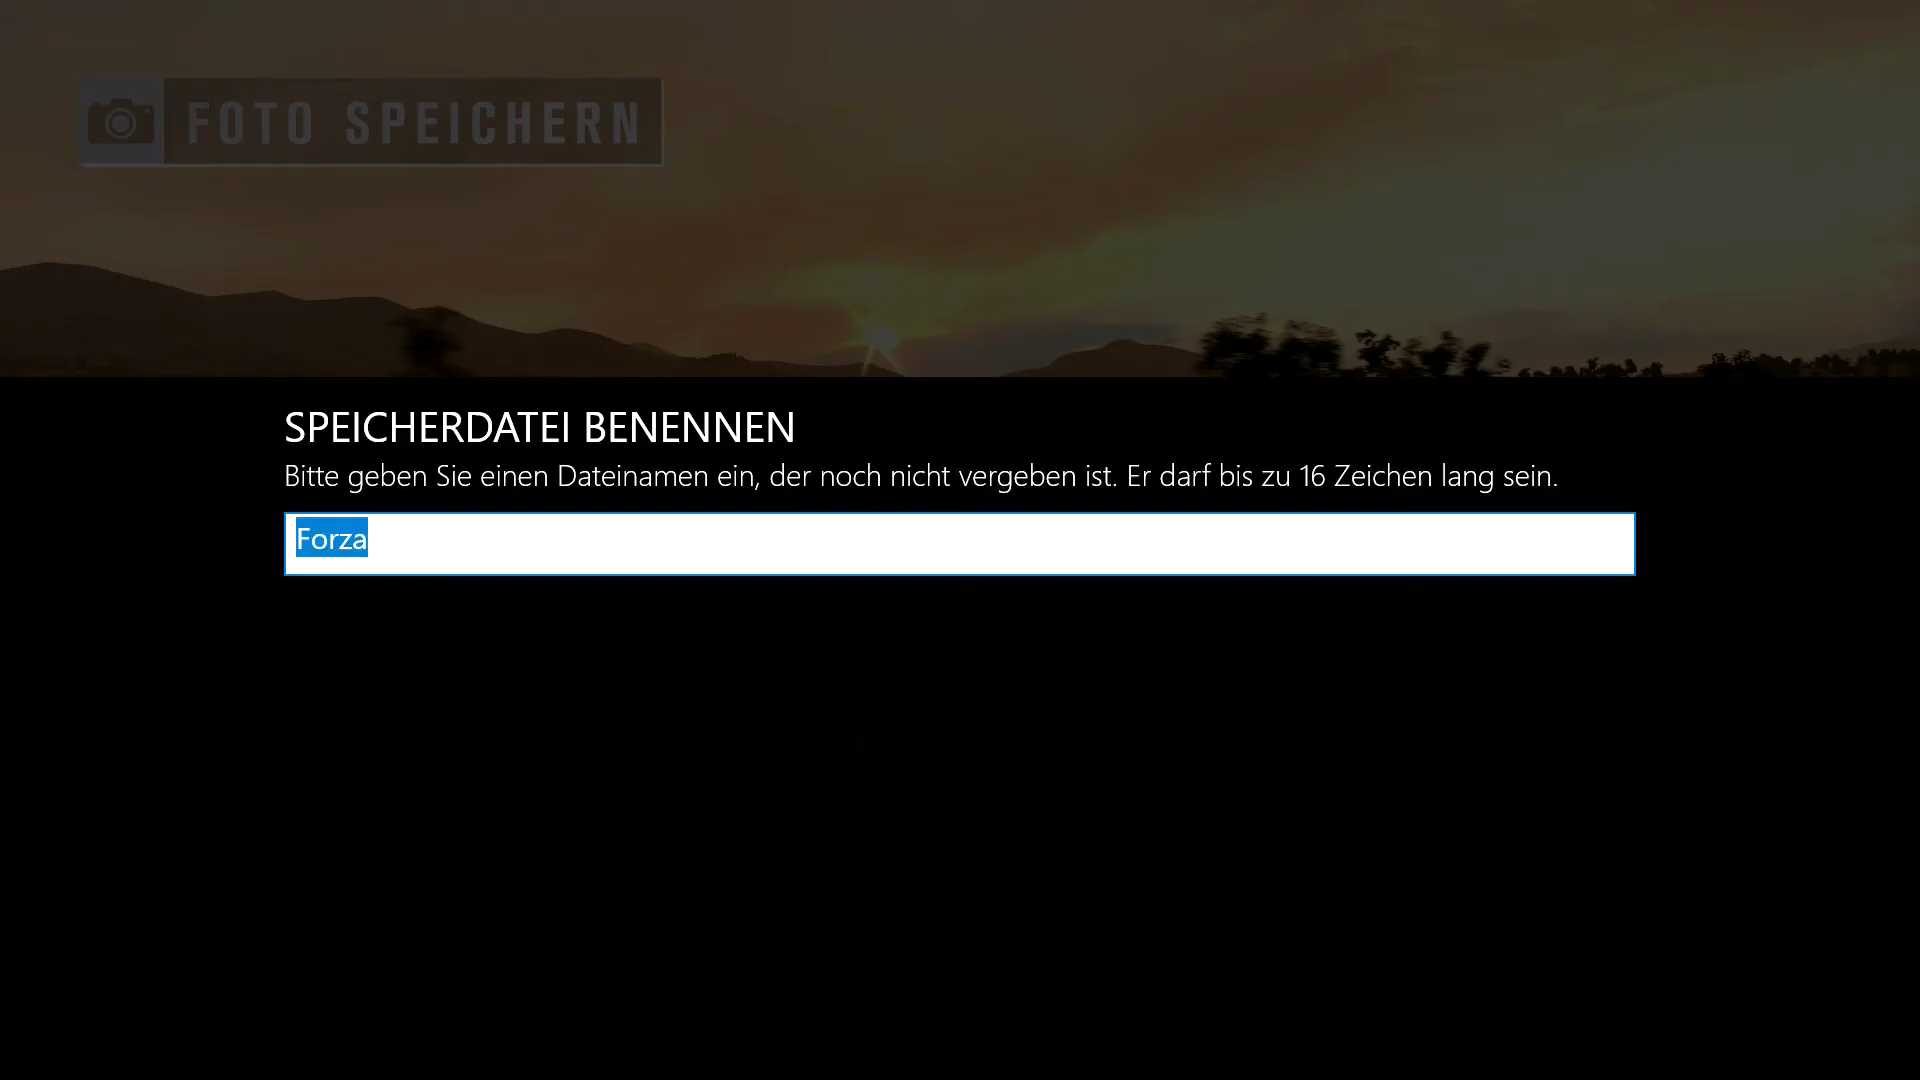 FOTO SPEICHERN
SPEICHERDATEI BENENNEN
Bitte geben Sie einen Dateinamen ein, der noch nicht vergeben ist. Er darf bis zu 16 Zeichen lang sein.
Forza